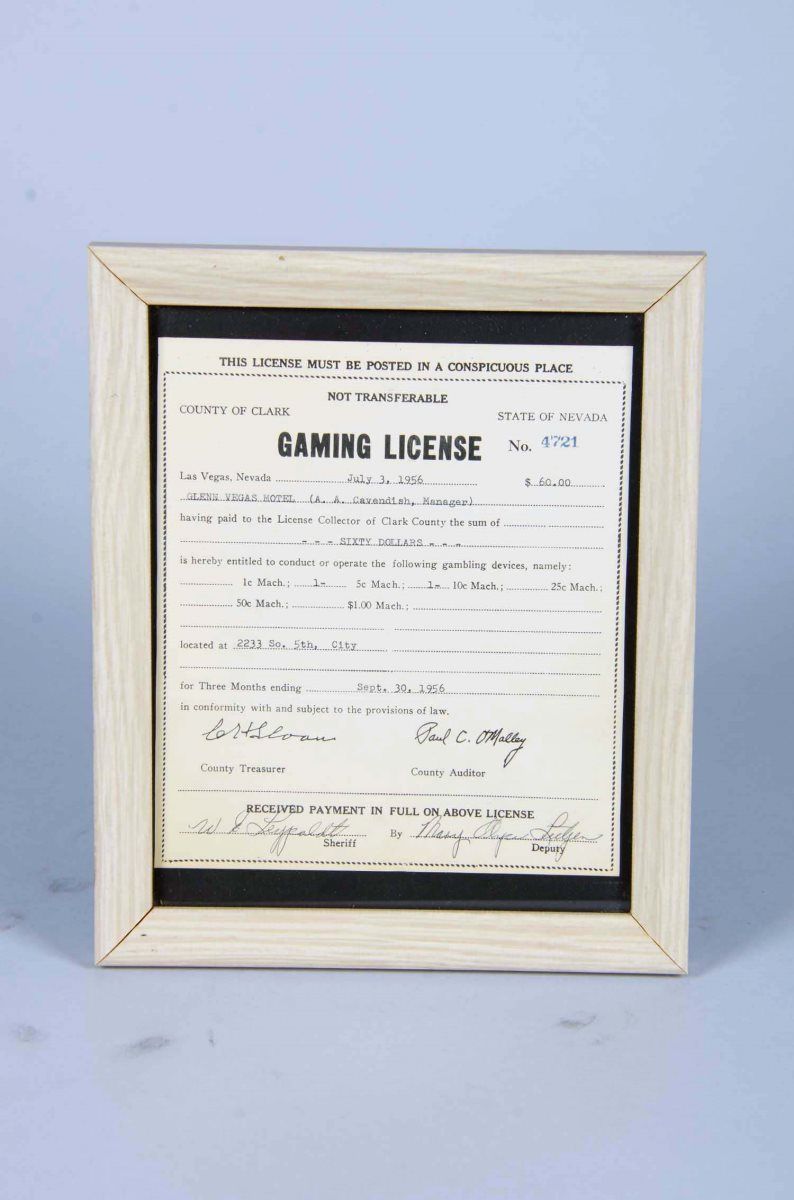 THIS LICENSE MUST BE POSTED IN A CONSPICUOUS PLACE
NOT TRANSFERABLE
COUNTY OF CLARK STATE OF NEVADA
GAMING LICENSE No. 4721
Las Vegas, Nevada July 3, 1956 $ 60.00
GLENN VEGAS MOTEL (A. A. Cavendish, Manager)
having paid to the License Collector of Clark County the sum of
- - - SIXTY DOLLARS - - -
is hereby entitled to conduct or operate the following gambling devices, namely:
1c Mach.; 1- 5c Mach.; 1- 10c Mach.; 25c Mach.;
50c Mach.; $1.00 Mach.;
located at 2233 So. 5th, City
for Three Months ending Sept. 30, 1956
in conformity with and subject to the provisions of law.
Paul C. O'Malley
County Treasurer County Auditor
RECEIVED PAYMENT IN FULL ON ABOVE LICENSE
W E Leypoldt By Mary
Sheriff Deputy